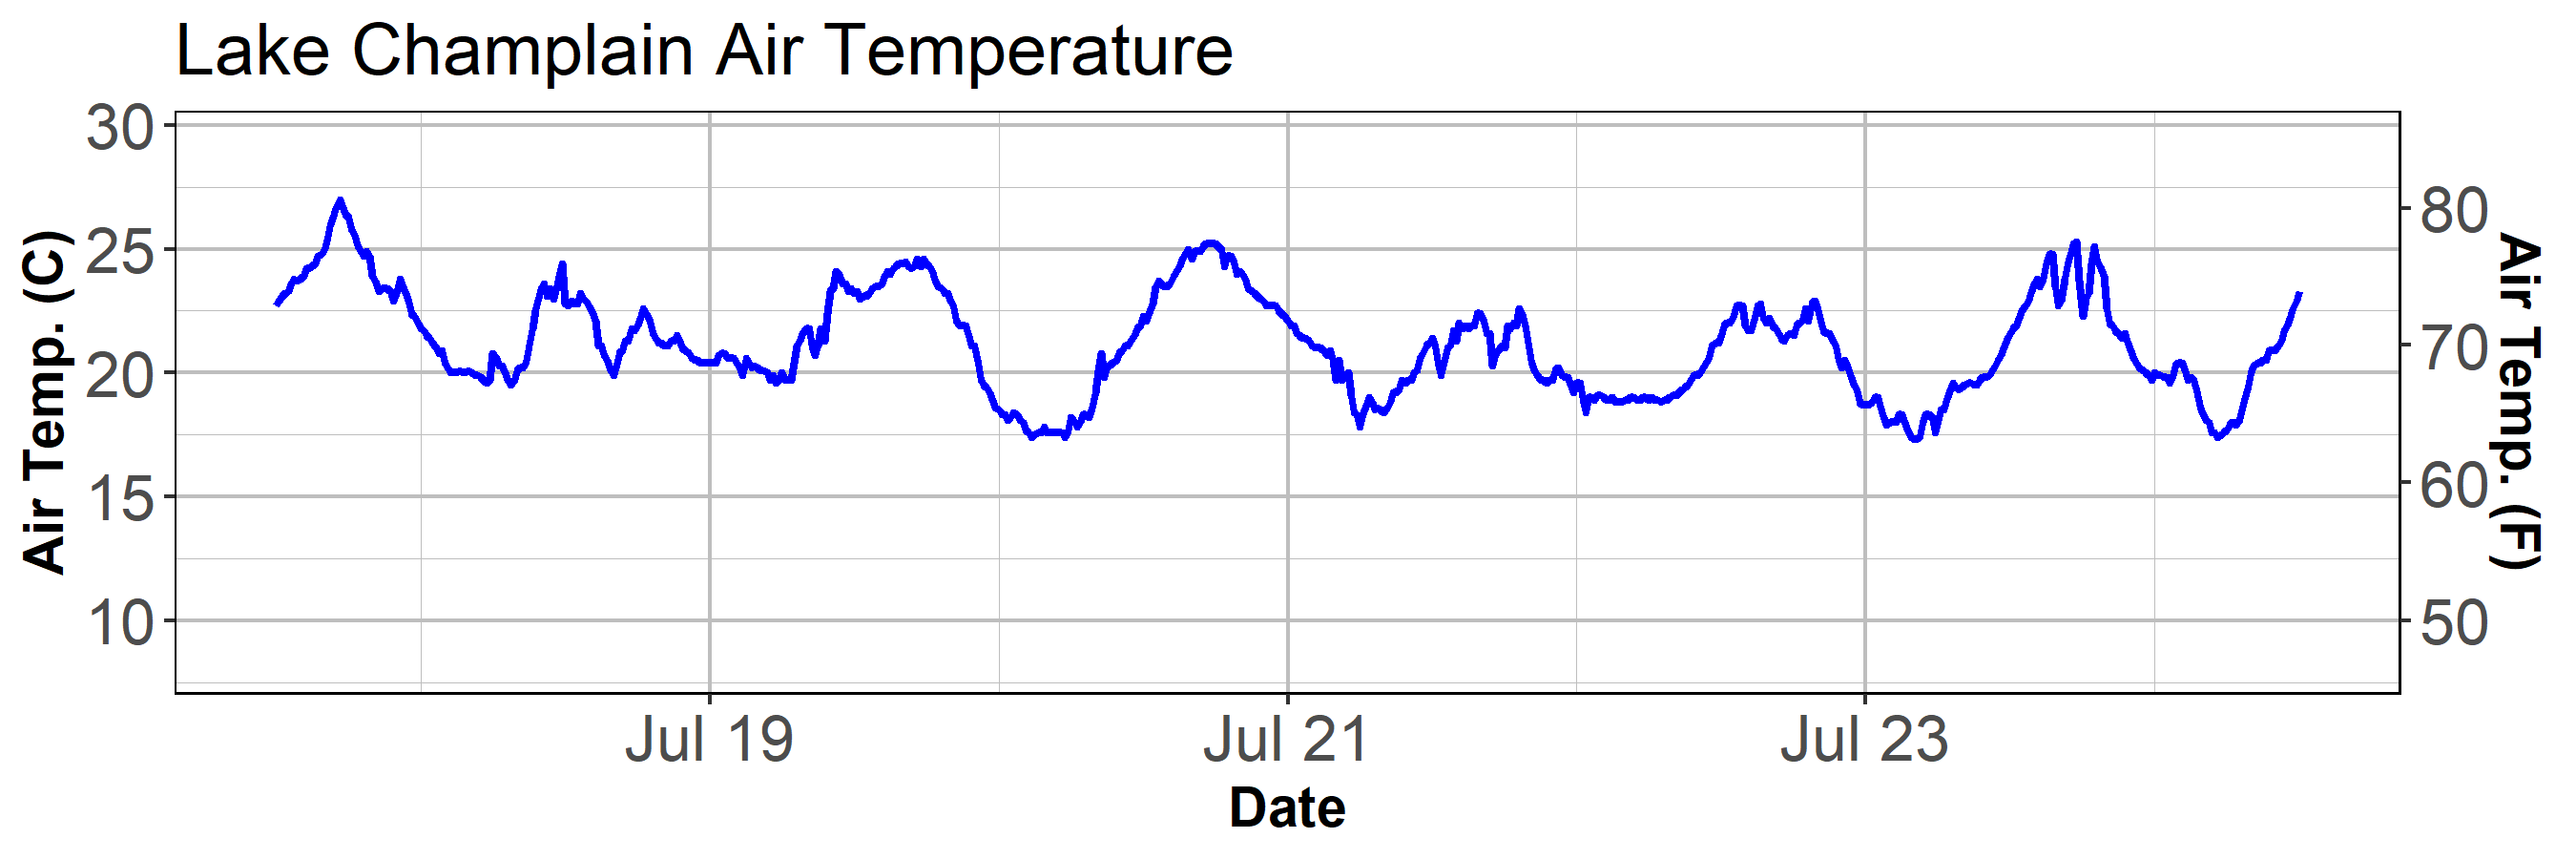 Lake Champlain Air Temperature
30
25
20
15
10
Air Temp. (C)
80
70
60
50
Air Temp. (F)
Jul 19 Jul 21 Jul 23
Date